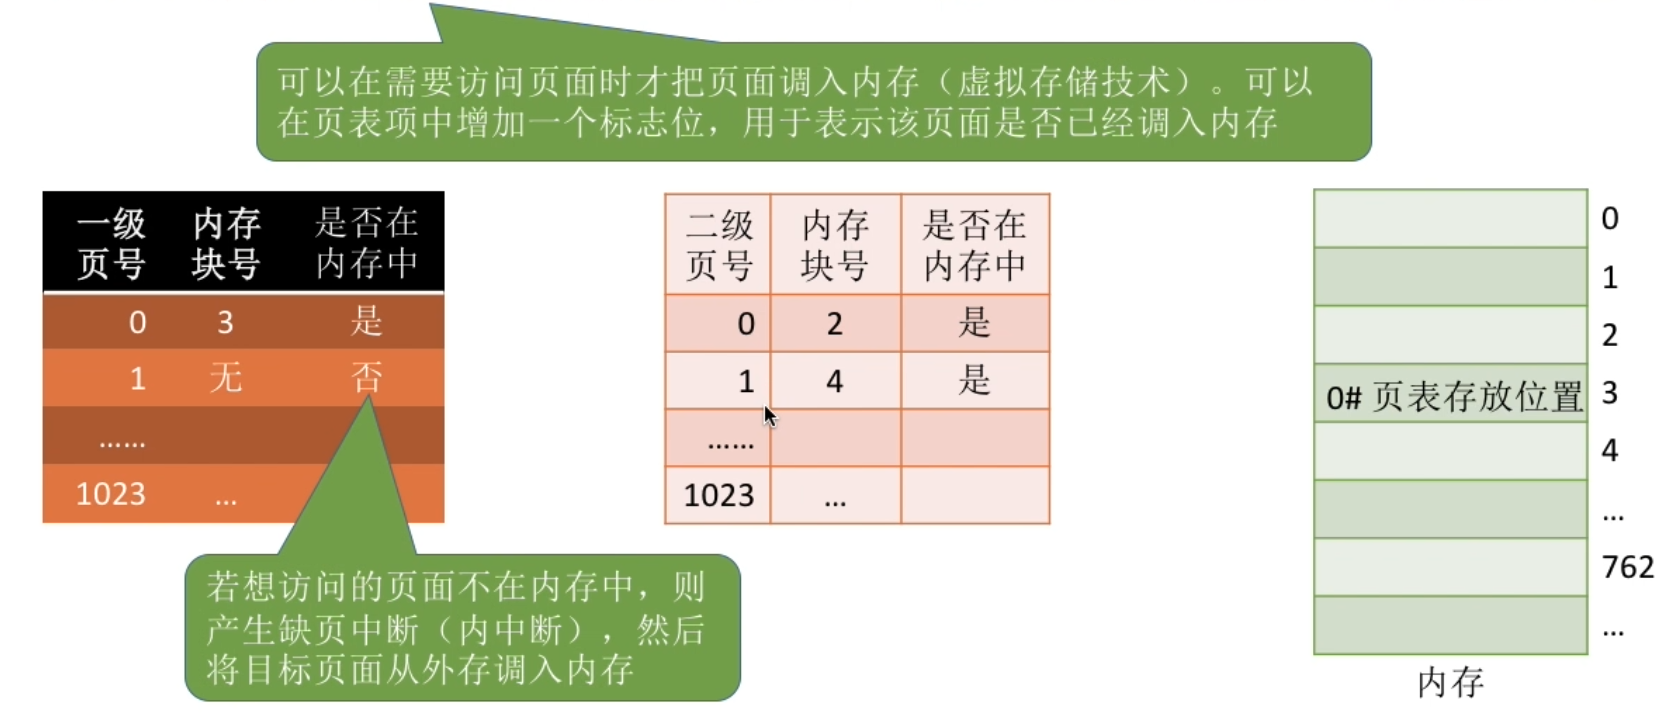 可以在需要访问页面时才把页面调入内存（虚拟存储技术）。可以
在页表项中增加一个标志位，用于表示该页面是否已经调入内存
一级页号 内存块号 是否在内存中
0 3 是
1 无 否
......
1023 ...
若想访问的页面不在内存中，则
产生缺页中断（内中断），然后
将目标页面从外存调入内存
二级页号 内存块号 是否在内存中
0 2 是
1 4 是
......
1023 ...
0
1
2
0# 页表存放位置 3
4
...
762
...
内存